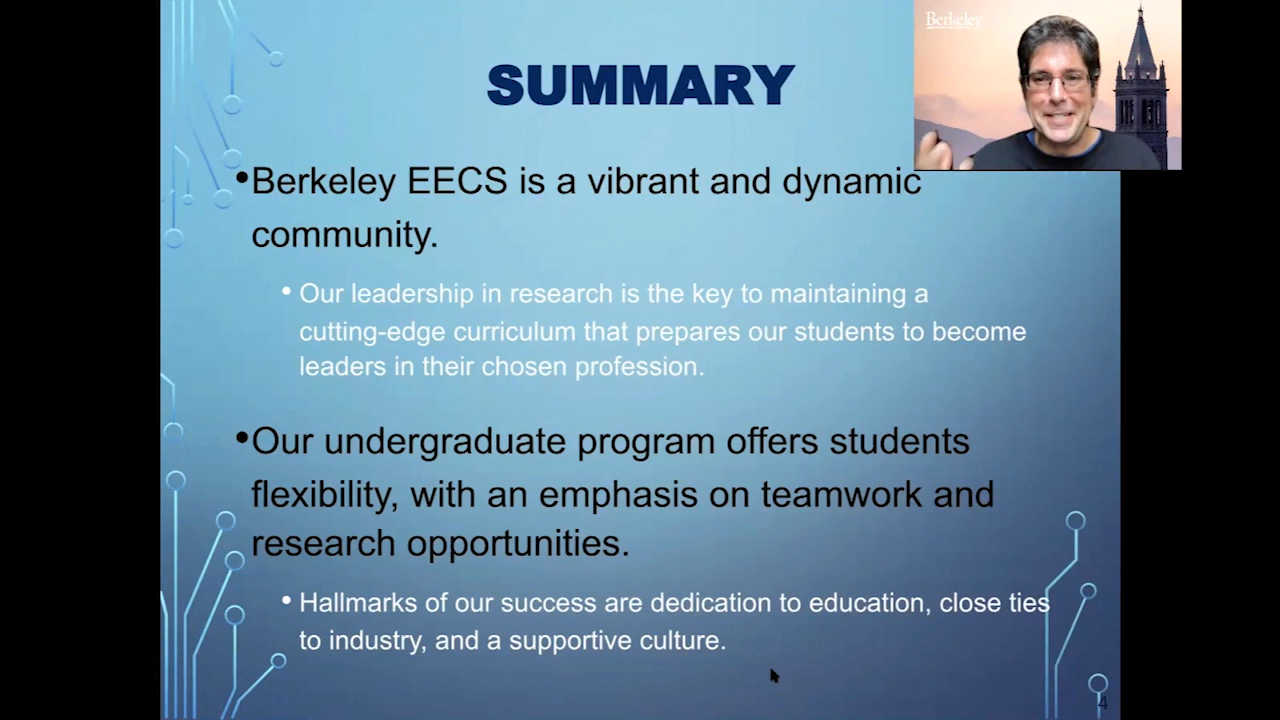 Berkeley
SUMMARY
•Berkeley EECS is a vibrant and dynamic
community.
• Our leadership in research is the key to maintaining a
cutting-edge curriculum that prepares our students to become
leaders in their chosen profession.
•Our undergraduate program offers students
flexibility, with an emphasis on teamwork and
research opportunities.
• Hallmarks of our success are dedication to education, close ties
to industry, and a supportive culture.
4